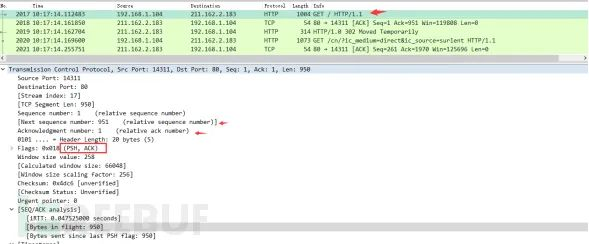 No. Time Source Destination Protocol Length Info
2017 10:17:14.112483 192.168.1.104 211.162.2.183 HTTP 1004 GET / HTTP/1.1
2018 10:17:14.161850 211.162.2.183 192.168.1.104 TCP 54 80 → 14311 [ACK] Seq=1 Ack=951 Win=119808 Len=0
2019 10:17:14.162704 211.162.2.183 192.168.1.104 HTTP 314 HTTP/1.0 302 Moved Temporarily
2020 10:17:14.169600 192.168.1.104 211.162.2.183 HTTP 1073 GET /cn/?ic_medium=direct&ic_source=surlent HTTP/1.1
2021 10:17:14.255751 211.162.2.183 192.168.1.104 TCP 54 80 → 14311 [ACK] Seq=261 Ack=1970 Win=125696 Len=0
Transmission Control Protocol, Src Port: 14311, Dst Port: 80, Seq: 1, Ack: 1, Len: 950
Source Port: 14311
Destination Port: 80
[Stream index: 17]
[TCP Segment Len: 950]
Sequence number: 1 (relative sequence number)
[Next sequence number: 951 (relative sequence number)]
Acknowledgment number: 1 (relative ack number)
0101 .... = Header Length: 20 bytes (5)
Flags: 0x018 (PSH, ACK)
Window size value: 258
[Calculated window size: 66048]
[Window size scaling factor: 256]
Checksum: 0x4dc6 [unverified]
[Checksum Status: Unverified]
Urgent pointer: 0
[SEQ/ACK analysis]
[iRTT: 0.047525000 seconds]
[Bytes in flight: 950]
[Bytes sent since last PSH flag: 950]
REEBUF